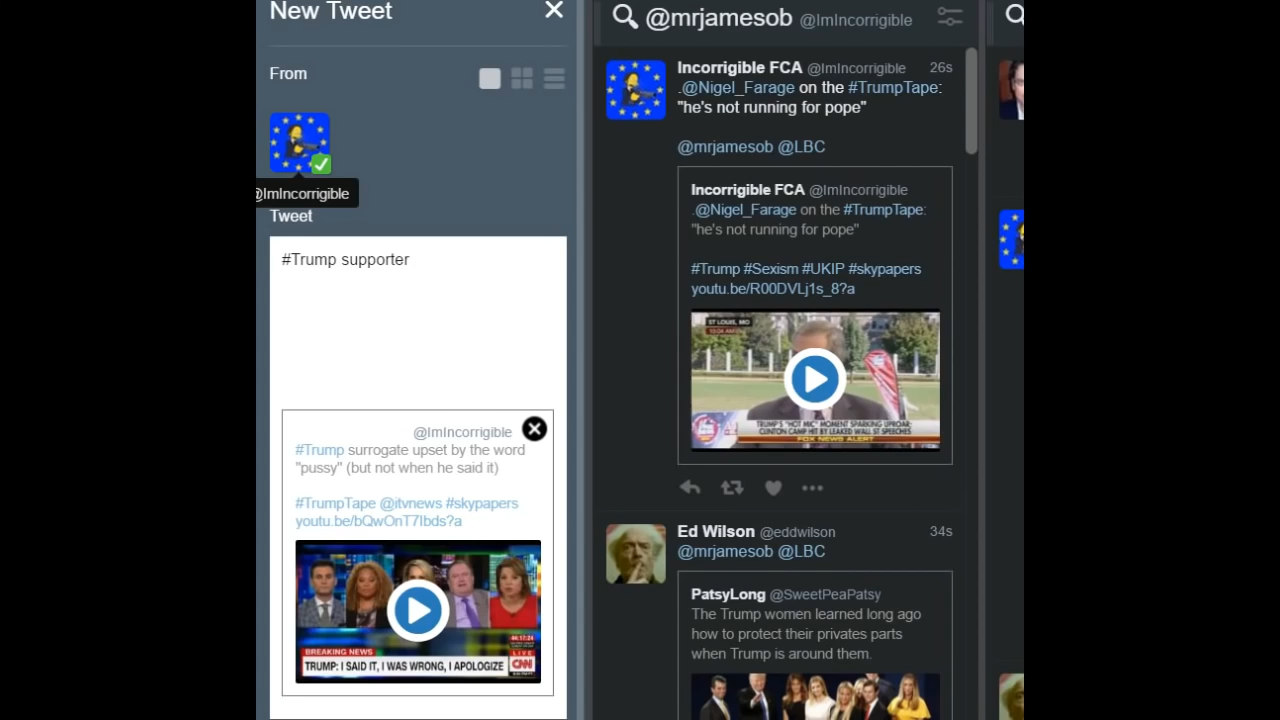 New Tweet
From
@ImIncorrigible
Tweet
#Trump supporter
@ImIncorrigible
#Trump surrogate upset by the word
"pussy" (but not when he said it)
#TrumpTape @itvnews #skypapers
youtu.be/bQwOnT7Ibds?a
BREAKING NEWS
LIVE
TRUMP: I SAID IT, I WAS WRONG, I APOLOGIZE
CNN
@mrjamesob @ImIncorrigible
Incorrigible FCA @ImIncorrigible 26s
.@Nigel_Farage on the #TrumpTape:
"he's not running for pope"
@mrjamesob @LBC
Incorrigible FCA @ImIncorrigible
.@Nigel_Farage on the #TrumpTape:
"he's not running for pope"
#Trump #Sexism #UKIP #skypapers
youtu.be/R00DVLj1s_8?a
ST LOUIS, MO
TRUMP'S "HOT MIC" MOMENT SPARKING UPROAR;
CLINTON CAMP HIT BY LEAKED WALL ST SPEECHES
FOX NEWS ALERT
Ed Wilson @eddwilson 34s
@mrjamesob @LBC
PatsyLong @SweetPeaPatsy
The Trump women learned long ago
how to protect their privates parts
when Trump is around them.